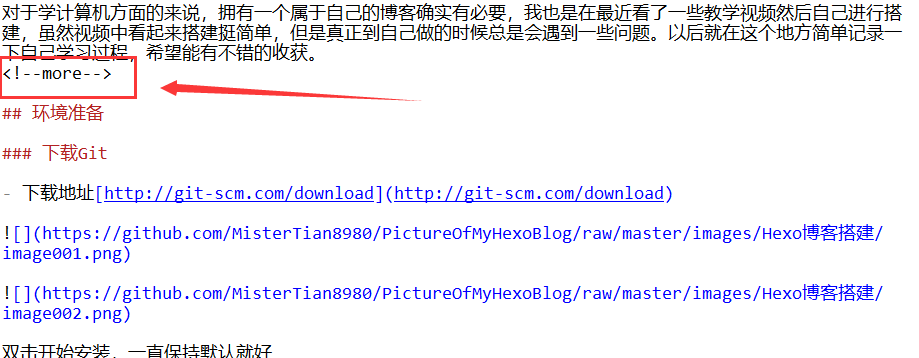 对于学计算机方面的来说，拥有一个属于自己的博客确实有必要，我也是在最近看了一些教学视频然后自己进行搭
建，虽然视频中看起来搭建挺简单，但是真正到自己做的时候总是会遇到一些问题。以后就在这个地方简单记录一
下自己学习过程，希望能有不错的收获。
<!--more-->
## 环境准备
### 下载Git
- 下载地址[http://git-scm.com/download](http://git-scm.com/download)
![](https://github.com/MisterTian8980/PictureOfMyHexoBlog/raw/master/images/Hexo博客搭建/
image001.png)
![](https://github.com/MisterTian8980/PictureOfMyHexoBlog/raw/master/images/Hexo博客搭建/
image002.png)
双击开始安装，一直保持默认就好